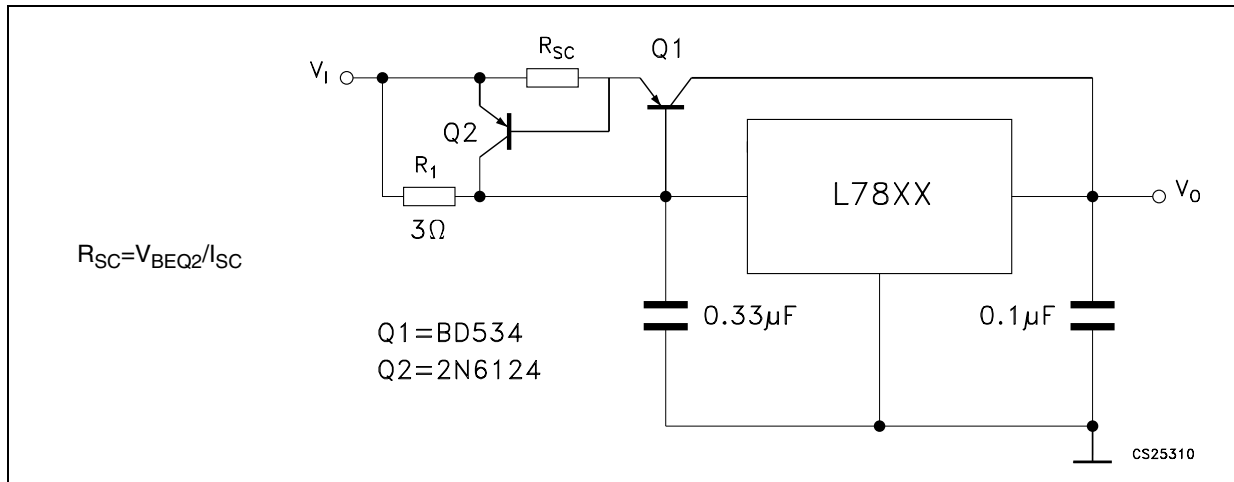 R_SC
Q1
V_I
Q2
R_1
3Ω
L78XX
V_O
R_SC=V_BEQ2/I_SC
0.33µF
0.1µF
Q1=BD534
Q2=2N6124
CS25310